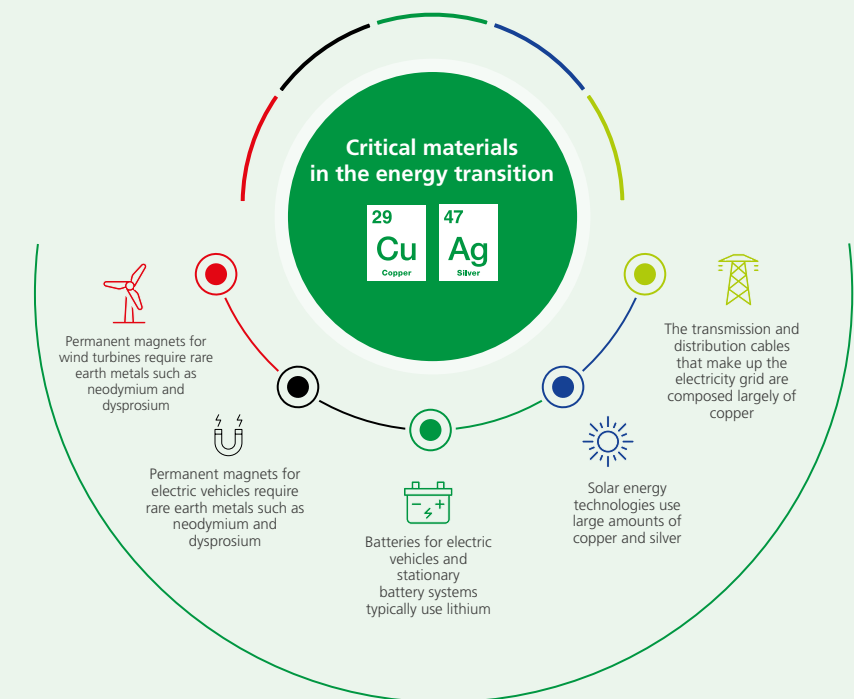 Critical materials
in the energy transition
29
Cu
Copper
47
Ag
Silver
Permanent magnets for
wind turbines require rare
earth metals such as
neodymium and
dysprosium
Permanent magnets for
electric vehicles require
rare earth metals such as
neodymium and
dysprosium
Batteries for electric
vehicles and
stationary
battery systems
typically use lithium
Solar energy
technologies use
large amounts of
copper and silver
The transmission and
distribution cables
that make up the
electricity grid are
composed largely of
copper